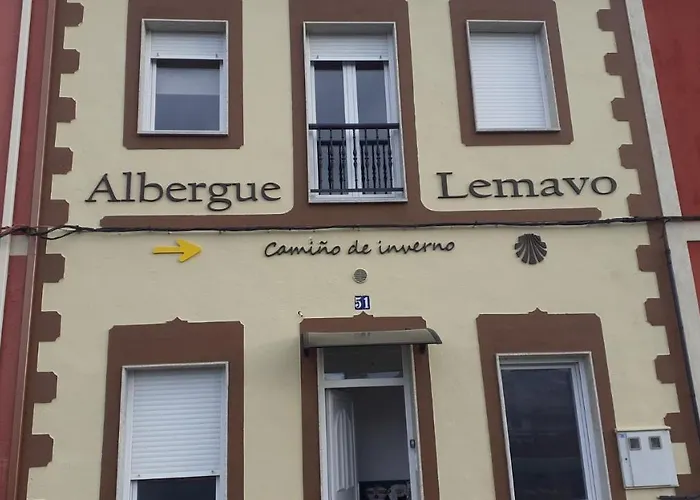 Albergue Lemavo
Camiño de inverno
51